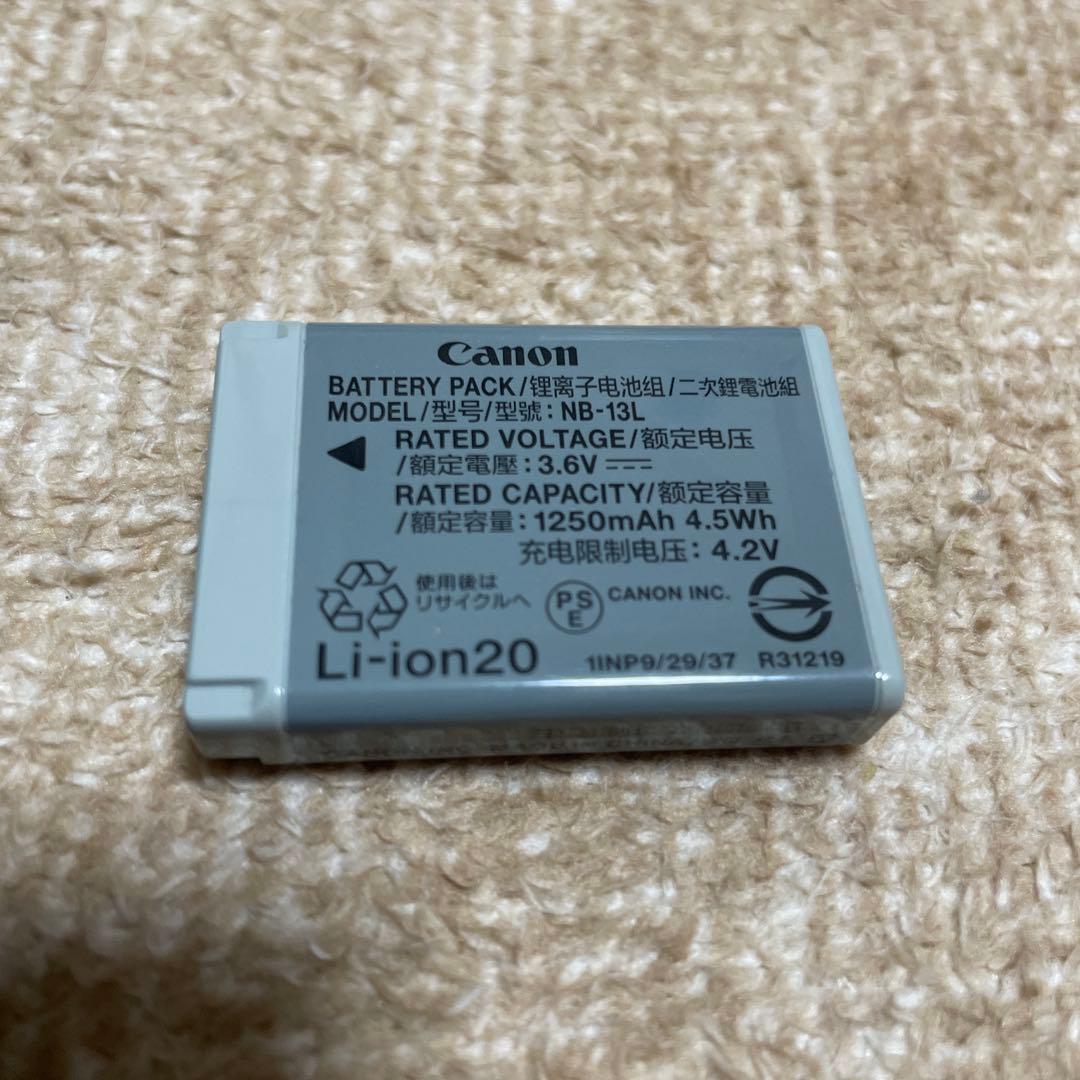 Canon
BATTERY PACK/锂离子电池组/二次鋰電池組
MODEL/型号/型號: NB-13L
RATED VOLTAGE/额定电压
/額定電壓: 3.6V
RATED CAPACITY/额定容量
/額定容量: 1250mAh 4.5Wh
充电限制电压: 4.2V
使用後は
リサイクルへ
PS
E
CANON INC.
Li-ion20
1INP9/29/37 R31219